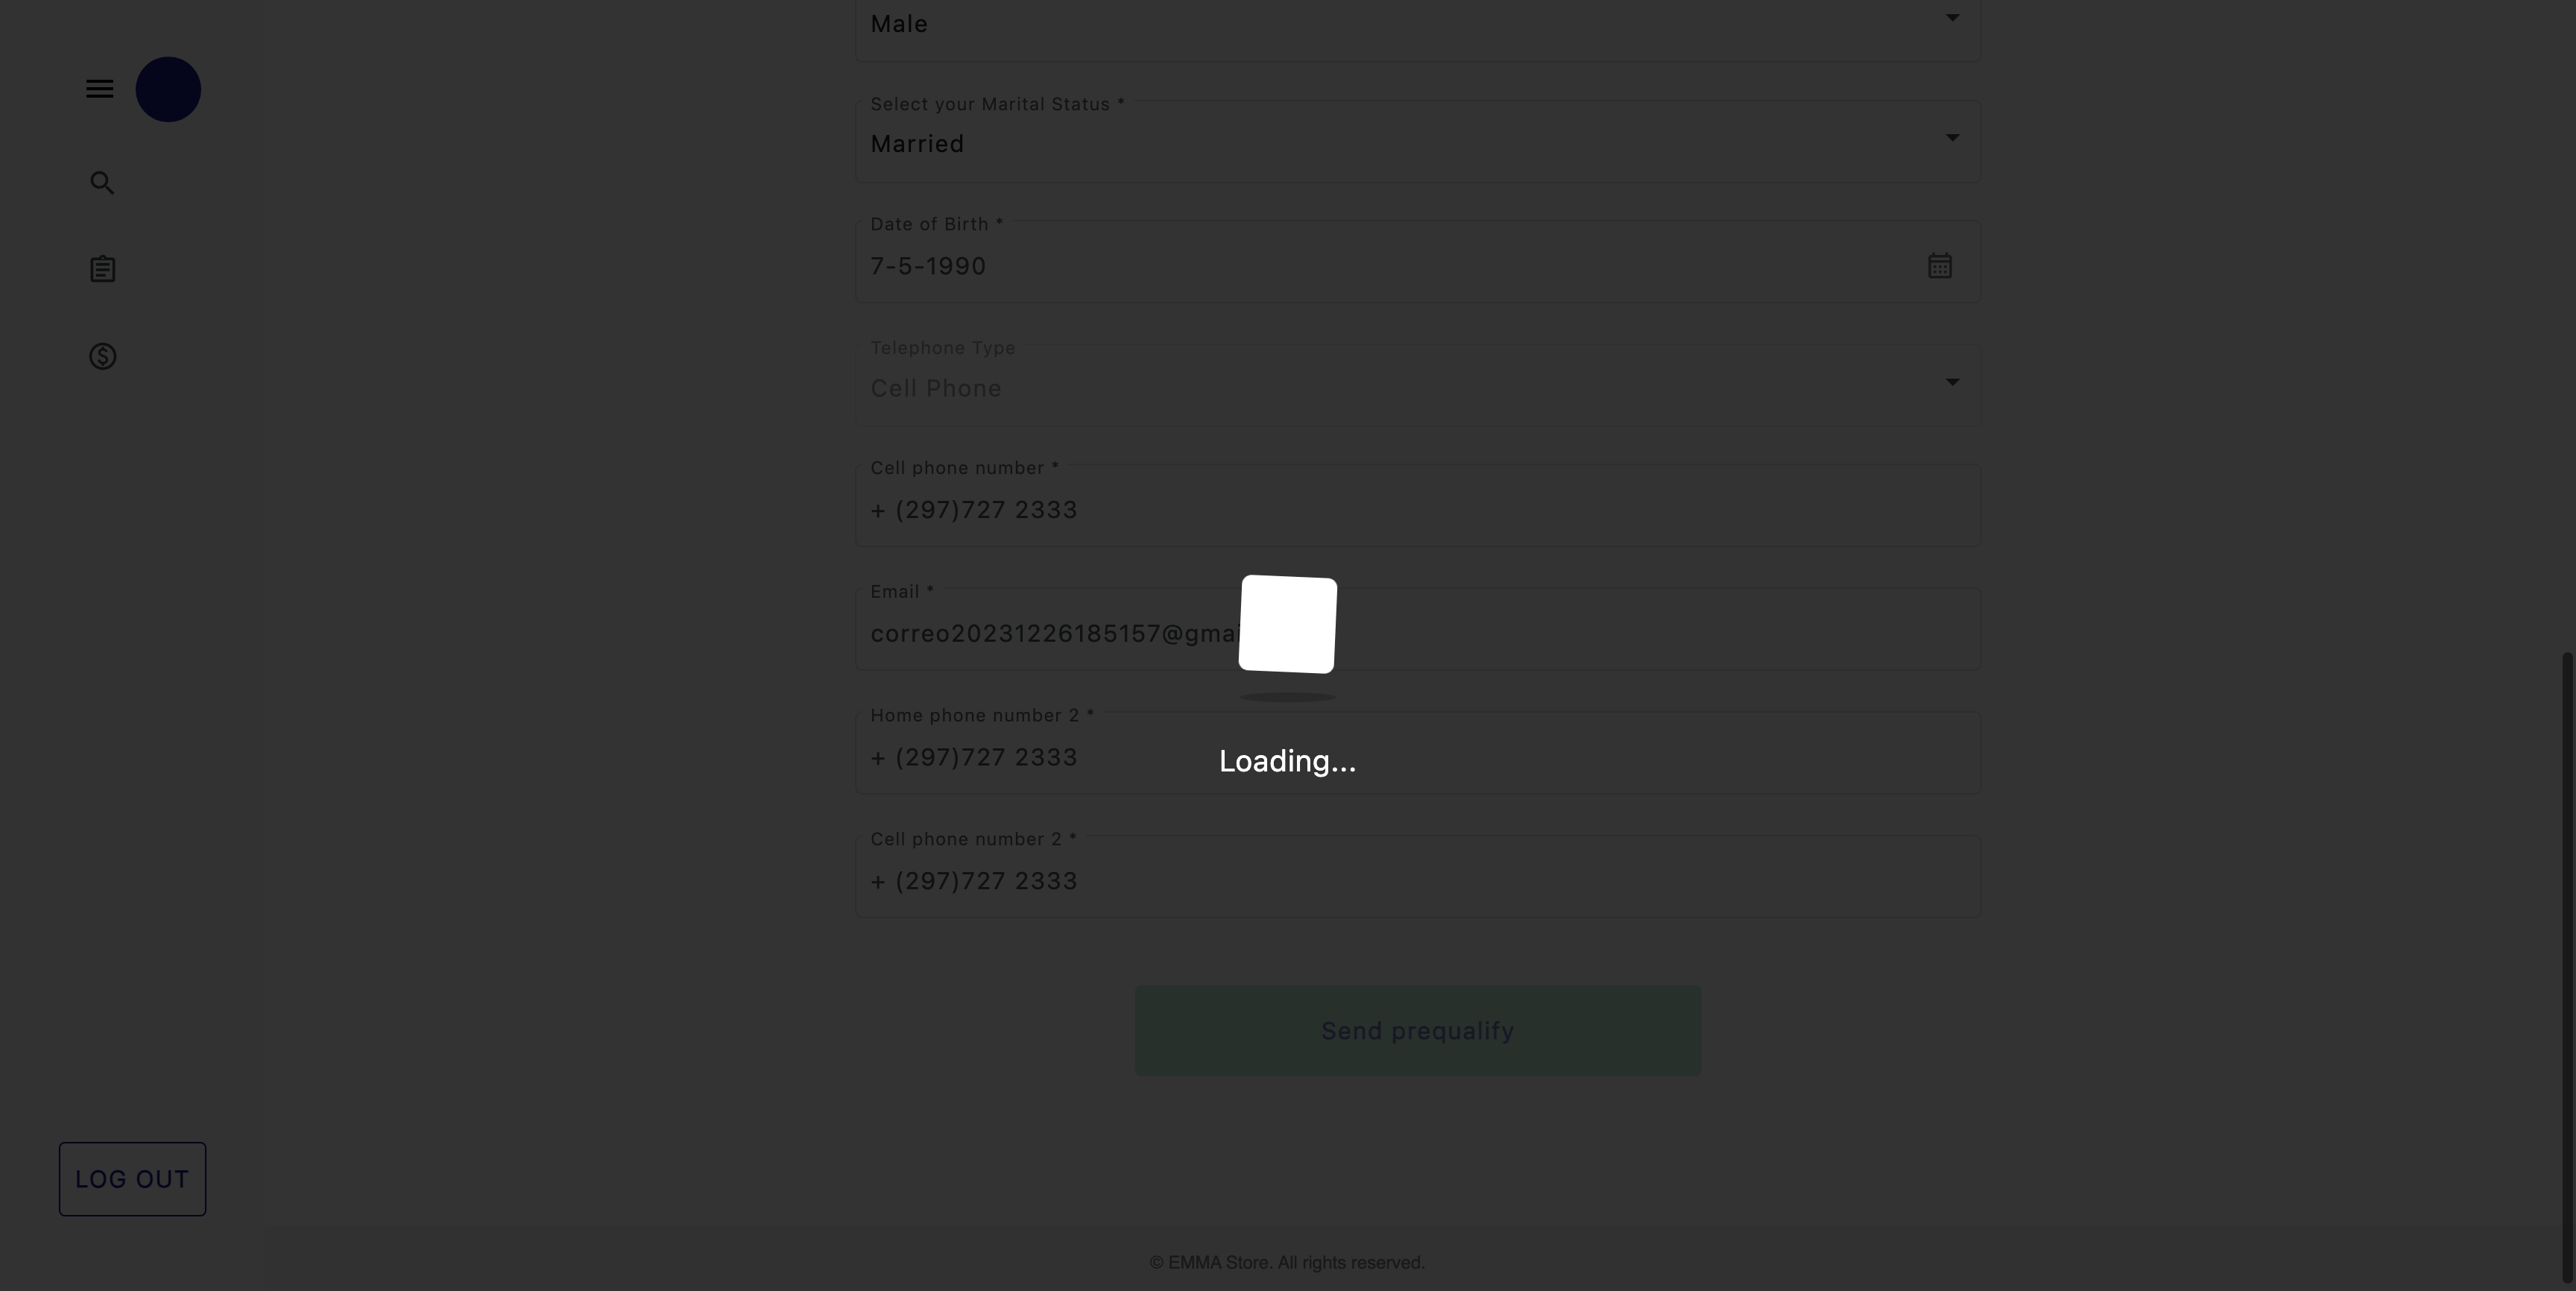 Male
Select your Marital Status *
Married
Date of Birth *
7-5-1990
Telephone Type
Cell Phone
Cell phone number *
+ (297)727 2333
Email *
correo20231226185157@gmai
Home phone number 2 *
+ (297)727 2333
Loading...
Cell phone number 2 *
+ (297)727 2333
Send prequalify
LOG OUT
© EMMA Store. All rights reserved.